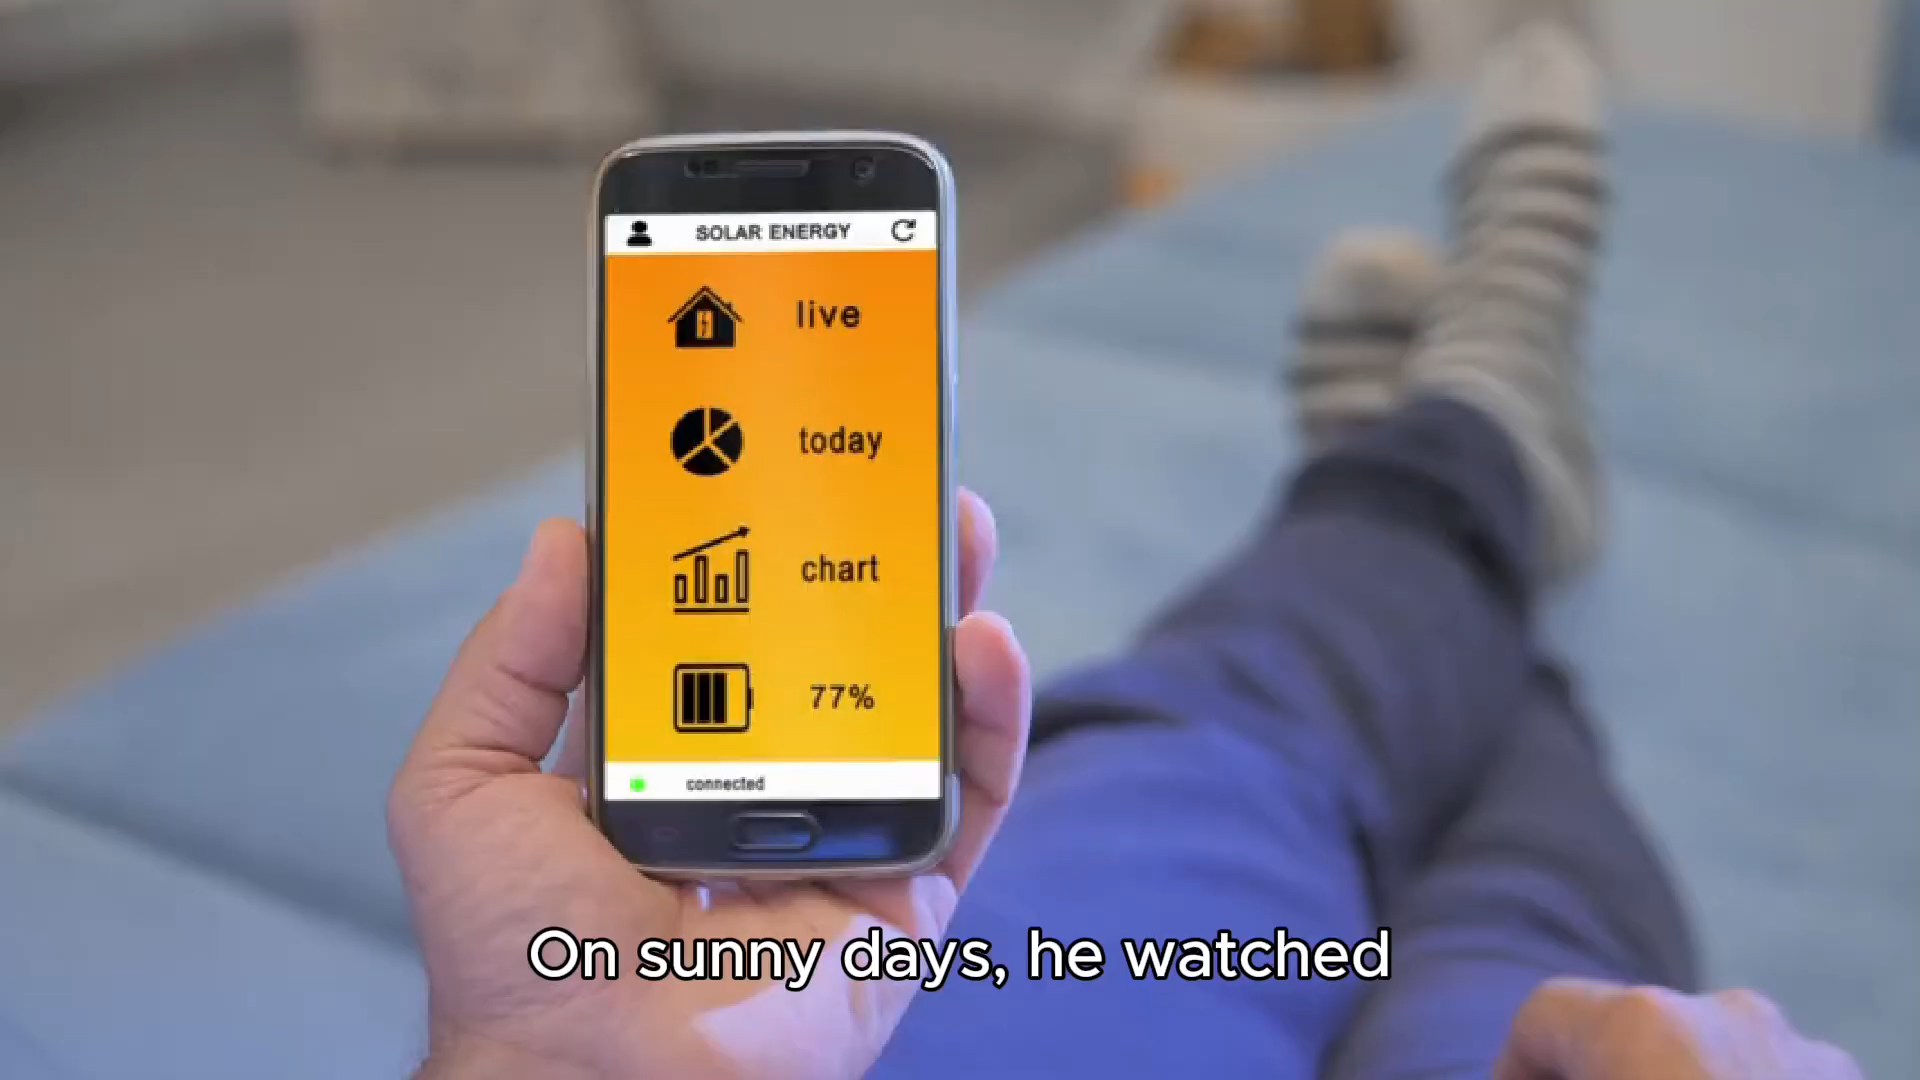 SOLAR ENERGY
live
today
chart
77%
connected
On sunny days, he watched